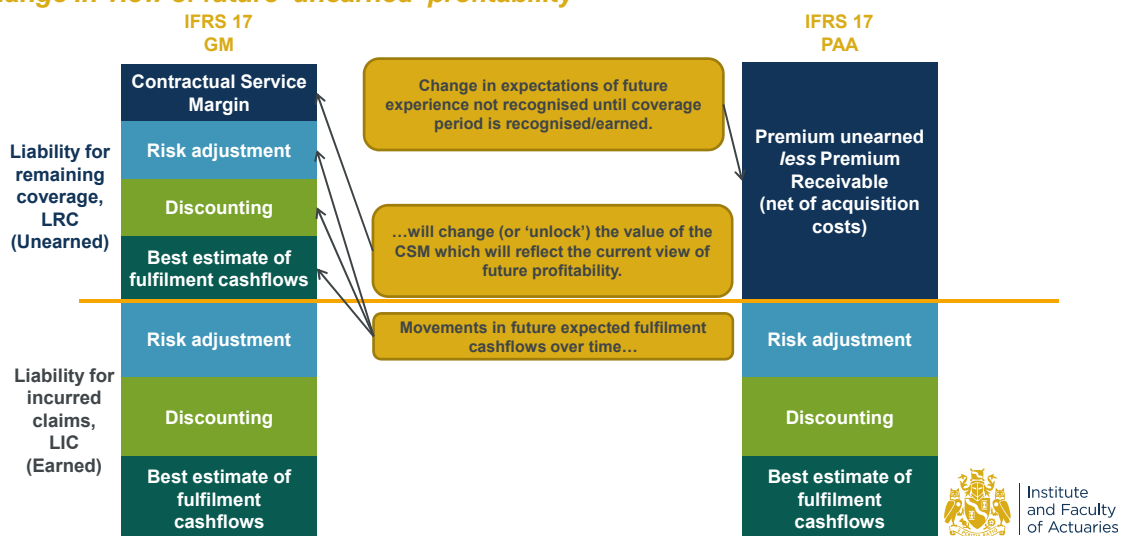 IFRS 17
GM
IFRS 17
PAA
Liability for
remaining
coverage,
LRC
(Unearned)
Contractual Service
Margin
Risk adjustment
Discounting
Best estimate of
fulfilment cashflows
Change in expectations of future
experience not recognised until coverage
period is recognised/earned.
…will change (or ‘unlock’) the value of the
CSM which will reflect the current view of
future profitability.
Movements in future expected fulfilment
cashflows over time…
Premium unearned
less Premium
Receivable
(net of acquisition
costs)
Liability for
incurred
claims,
LIC
(Earned)
Risk adjustment
Discounting
Best estimate of
fulfilment
cashflows
Risk adjustment
Discounting
Best estimate of
fulfilment
cashflows
Institute
and Faculty
of Actuaries